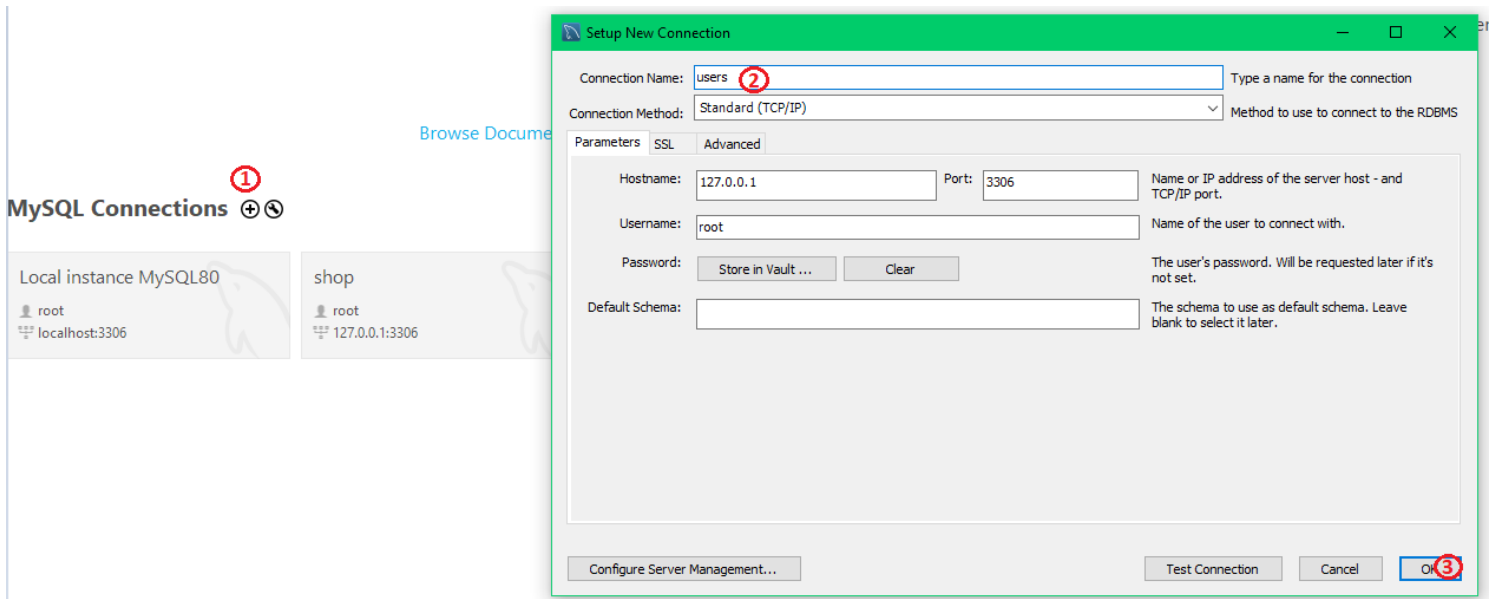 Setup New Connection
er
Connection Name: users 2 Type a name for the connection
Connection Method: Standard (TCP/IP) Method to use to connect to the RDBMS
Browse Docume
Parameters SSL Advanced
1
Hostname: 127.0.0.1 Port: 3306 Name or IP address of the server host - and
TCP/IP port.
MySQL Connections
Username: root Name of the user to connect with.
Password: Store in Vault ... Clear The user's password. Will be requested later if it's
not set.
Local instance MySQL80
root
localhost:3306
shop
root
127.0.0.1:3306
Default Schema: The schema to use as default schema. Leave
blank to select it later.
Configure Server Management... Test Connection Cancel 3